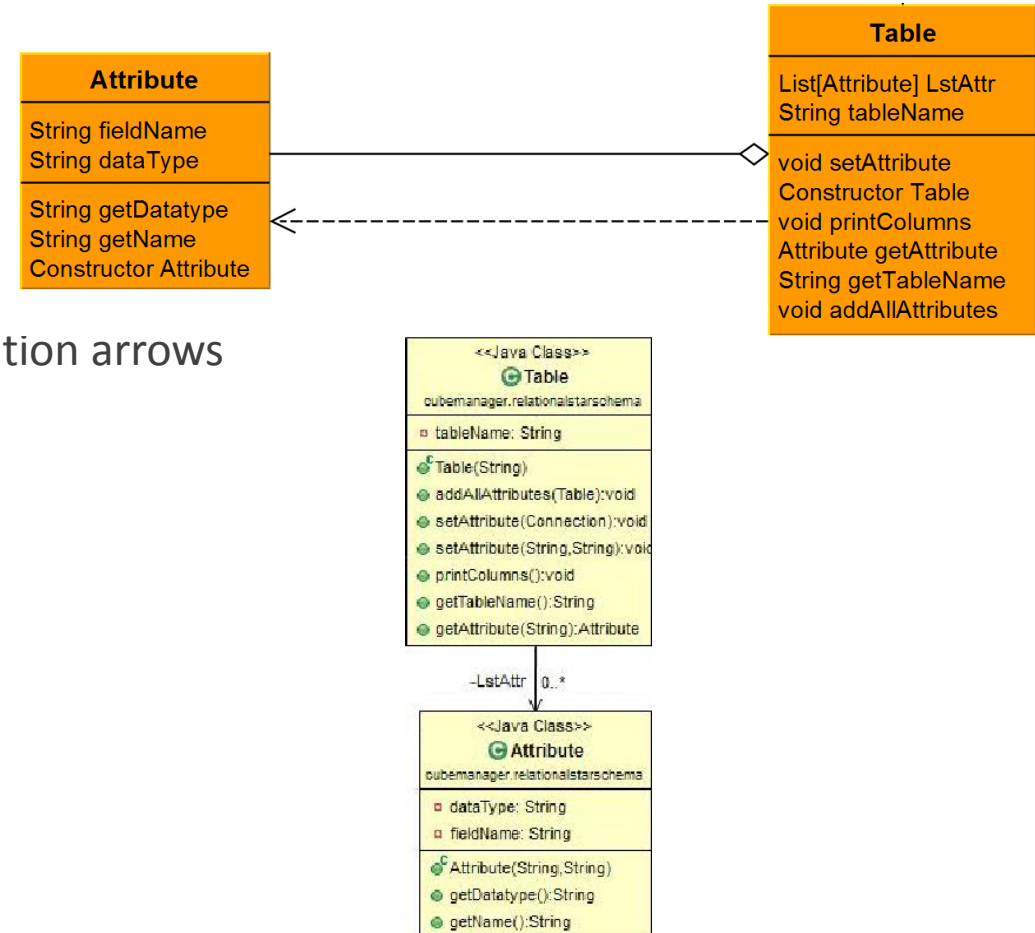 Attribute
String fieldName
String dataType
String getDatatype
String getName
Constructor Attribute
Table
List[Attribute] LstAttr
String tableName
void setAttribute
Constructor Table
void printColumns
Attribute getAttribute
String getTableName
void addAllAttributes
tion arrows
<<Java Class>>
C Table
cubemanager.relationalstarschema
tableName: String
C Table(String)
addAllAttributes(Table):void
setAttribute(Connection):void
setAttribute(String,String):void
printColumns():void
getTableName():String
getAttribute(String):Attribute
-LstAttr 0..*
<<Java Class>>
C Attribute
cubemanager.relationalstarschema
dataType: String
fieldName: String
C Attribute(String,String)
getDatatype():String
getName():String